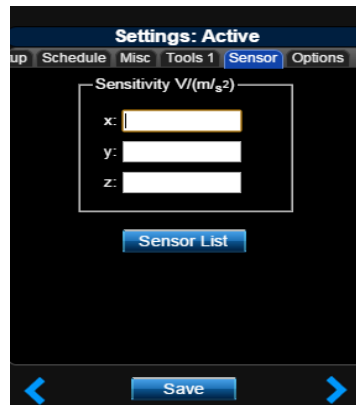 Settings: Active
up Schedule Misc Tools 1 Sensor Options
Sensitivity V/(m/s2)
x:
y:
z:
Sensor List
Save